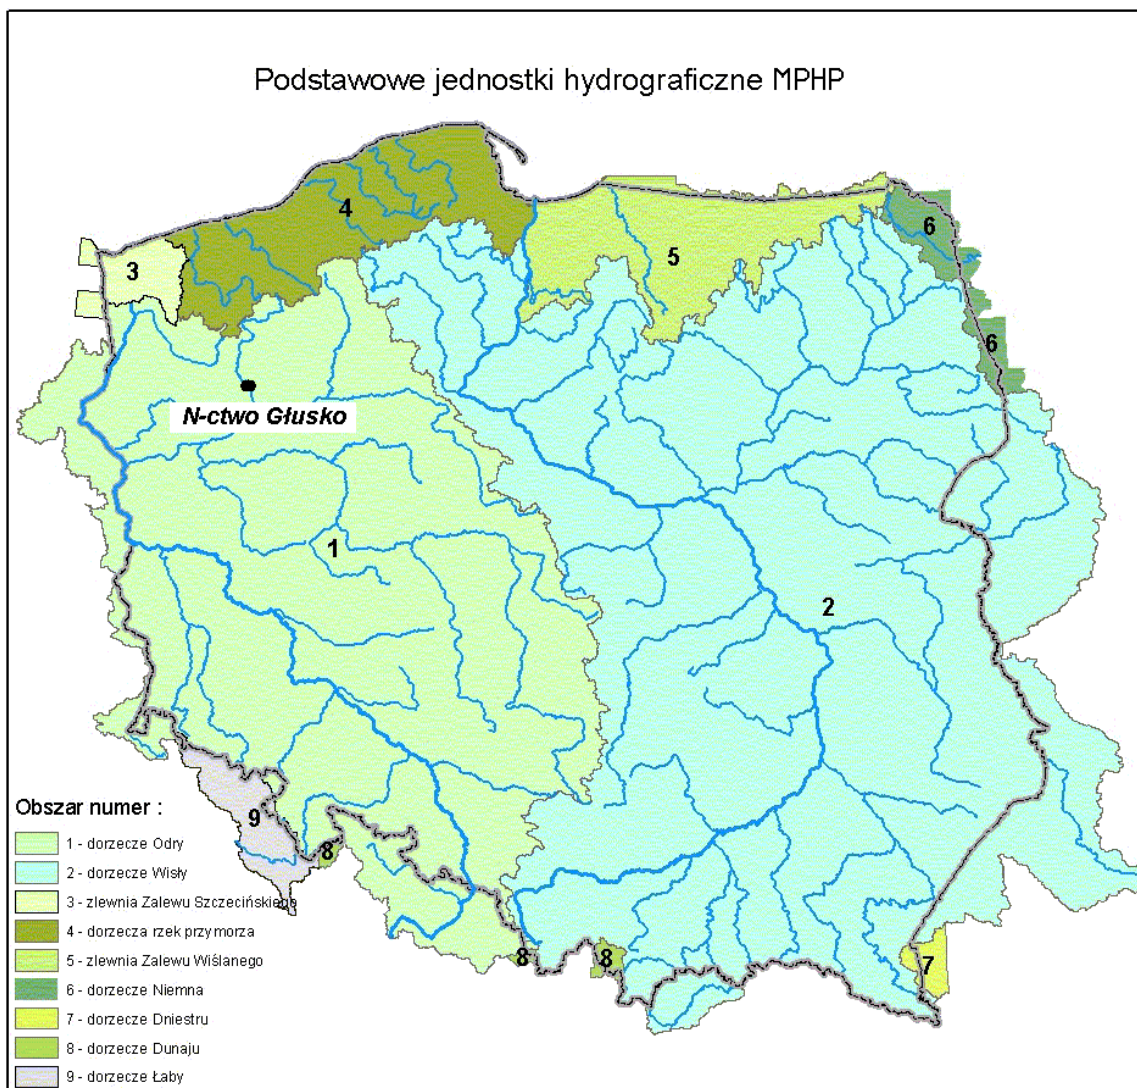 Podstawowe jednostki hydrograficzne MPHP
4
6
3
5
6
N-ctwo Głusko
1
2
9
8
8
8
7
Obszar numer :
1 - dorzecze Odry
2 - dorzecze Wisły
3 - zlewnia Zalewu Szczecińskiego
4 - dorzecza rzek przymorza
5 - zlewnia Zalewu Wiślanego
6 - dorzecze Niemna
7 - dorzecze Dniestru
8 - dorzecze Dunaju
9 - dorzecze Łaby